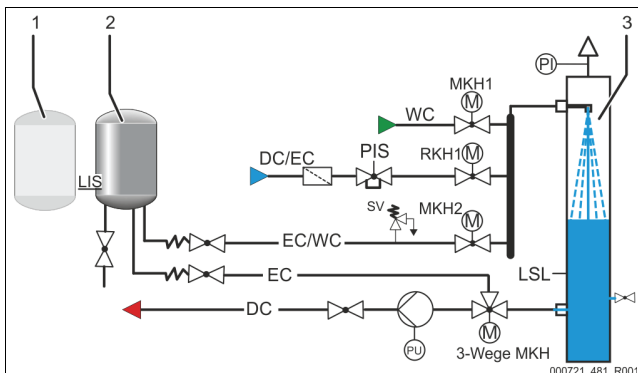 1
2
3
PI
MKH1
M
WC
DC/EC
PIS
RKH1
M
LIS
SV
MKH2
M
EC/WC
EC
LSL
DC
PU
M
3-Wege MKH
000721_481_R001